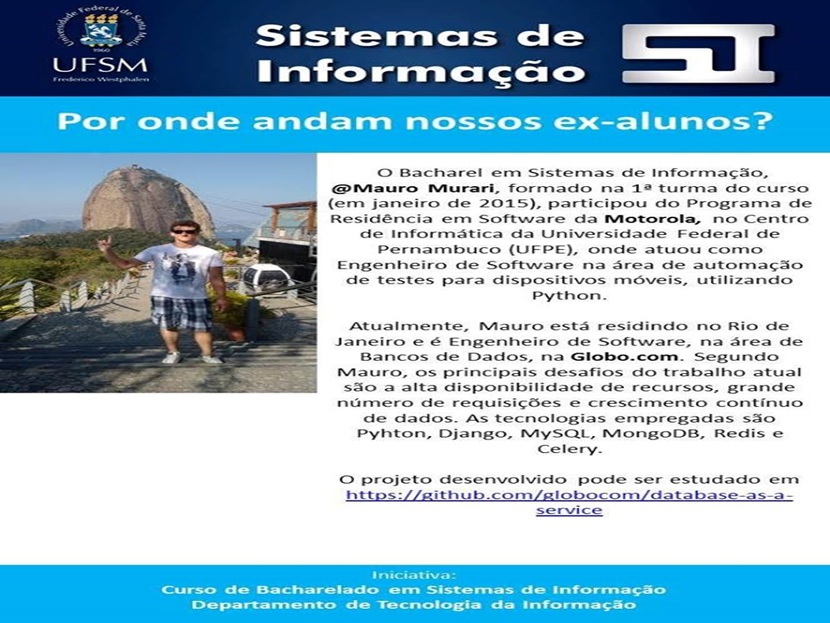 Universidade Federal de Santa Maria
1960
UFSM
Frederico Westphalen
Sistemas de
Informação
SI
Por onde andam nossos ex-alunos?
O Bacharel em Sistemas de Informação,
@Mauro Murari, formado na 1ª turma do curso
(em janeiro de 2015), participou do Programa de
Residência em Software da Motorola, no Centro
de Informática da Universidade Federal de
Pernambuco (UFPE), onde atuou como
Engenheiro de Software na área de automação
de testes para dispositivos móveis, utilizando
Python.
Atualmente, Mauro está residindo no Rio de
Janeiro e é Engenheiro de Software, na área de
Bancos de Dados, na Globo.com. Segundo
Mauro, os principais desafios do trabalho atual
são a alta disponibilidade de recursos, grande
número de requisições e crescimento contínuo
de dados. As tecnologias empregadas são
Pyhton, Django, MySQL, MongoDB, Redis e
Celery.
O projeto desenvolvido pode ser estudado em
https://github.com/globocom/database-as-a-
service
Iniciativa:
Curso de Bacharelado em Sistemas de Informação
Departamento de Tecnologia da Informação